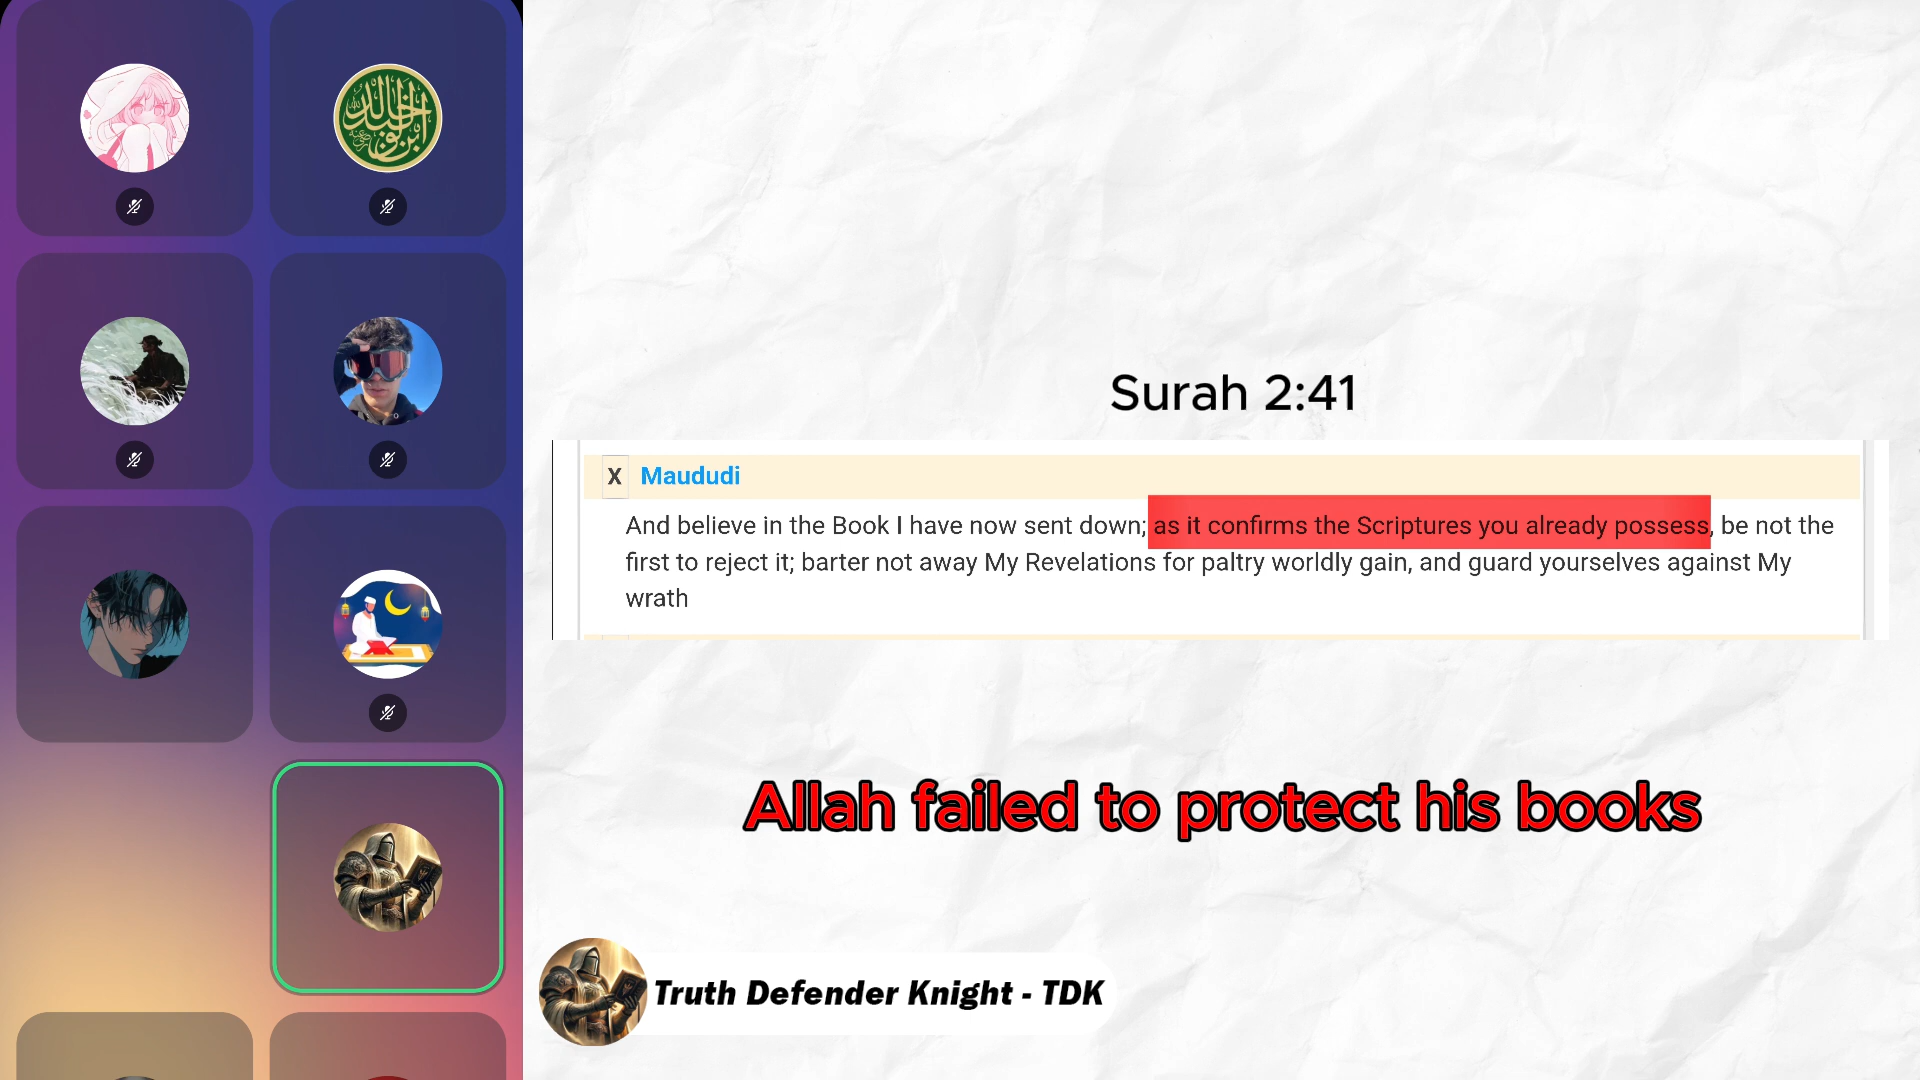 Surah 2:41
X Maududi
And believe in the Book I have now sent down; as it confirms the Scriptures you already possess, be not the
first to reject it; barter not away My Revelations for paltry worldly gain, and guard yourselves against My
wrath
Allah failed to protect his books
Truth Defender Knight - TDK